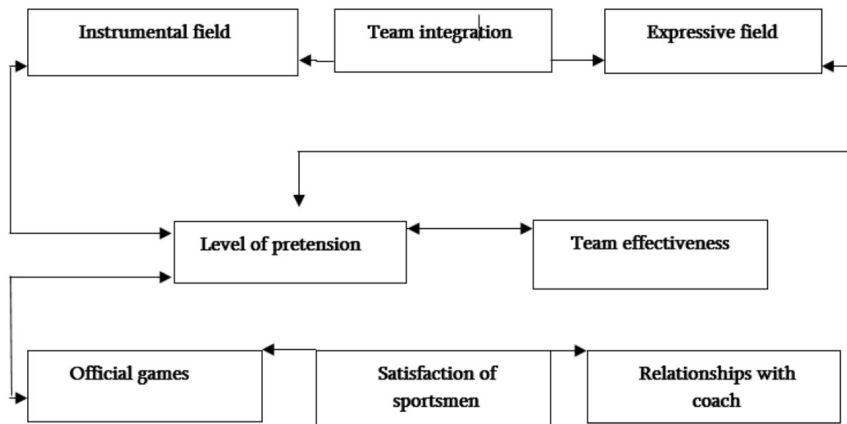 Instrumental field
Team integration
Expressive field
Level of pretension
Team effectiveness
Official games
Satisfaction of
sportsmen
Relationships with
coach